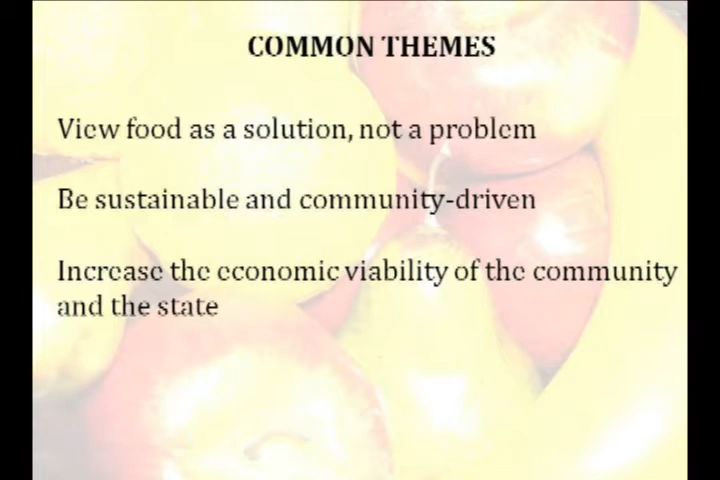 COMMON THEMES
View food as a solution, not a problem
Be sustainable and community-driven
Increase the economic viability of the community
and the state